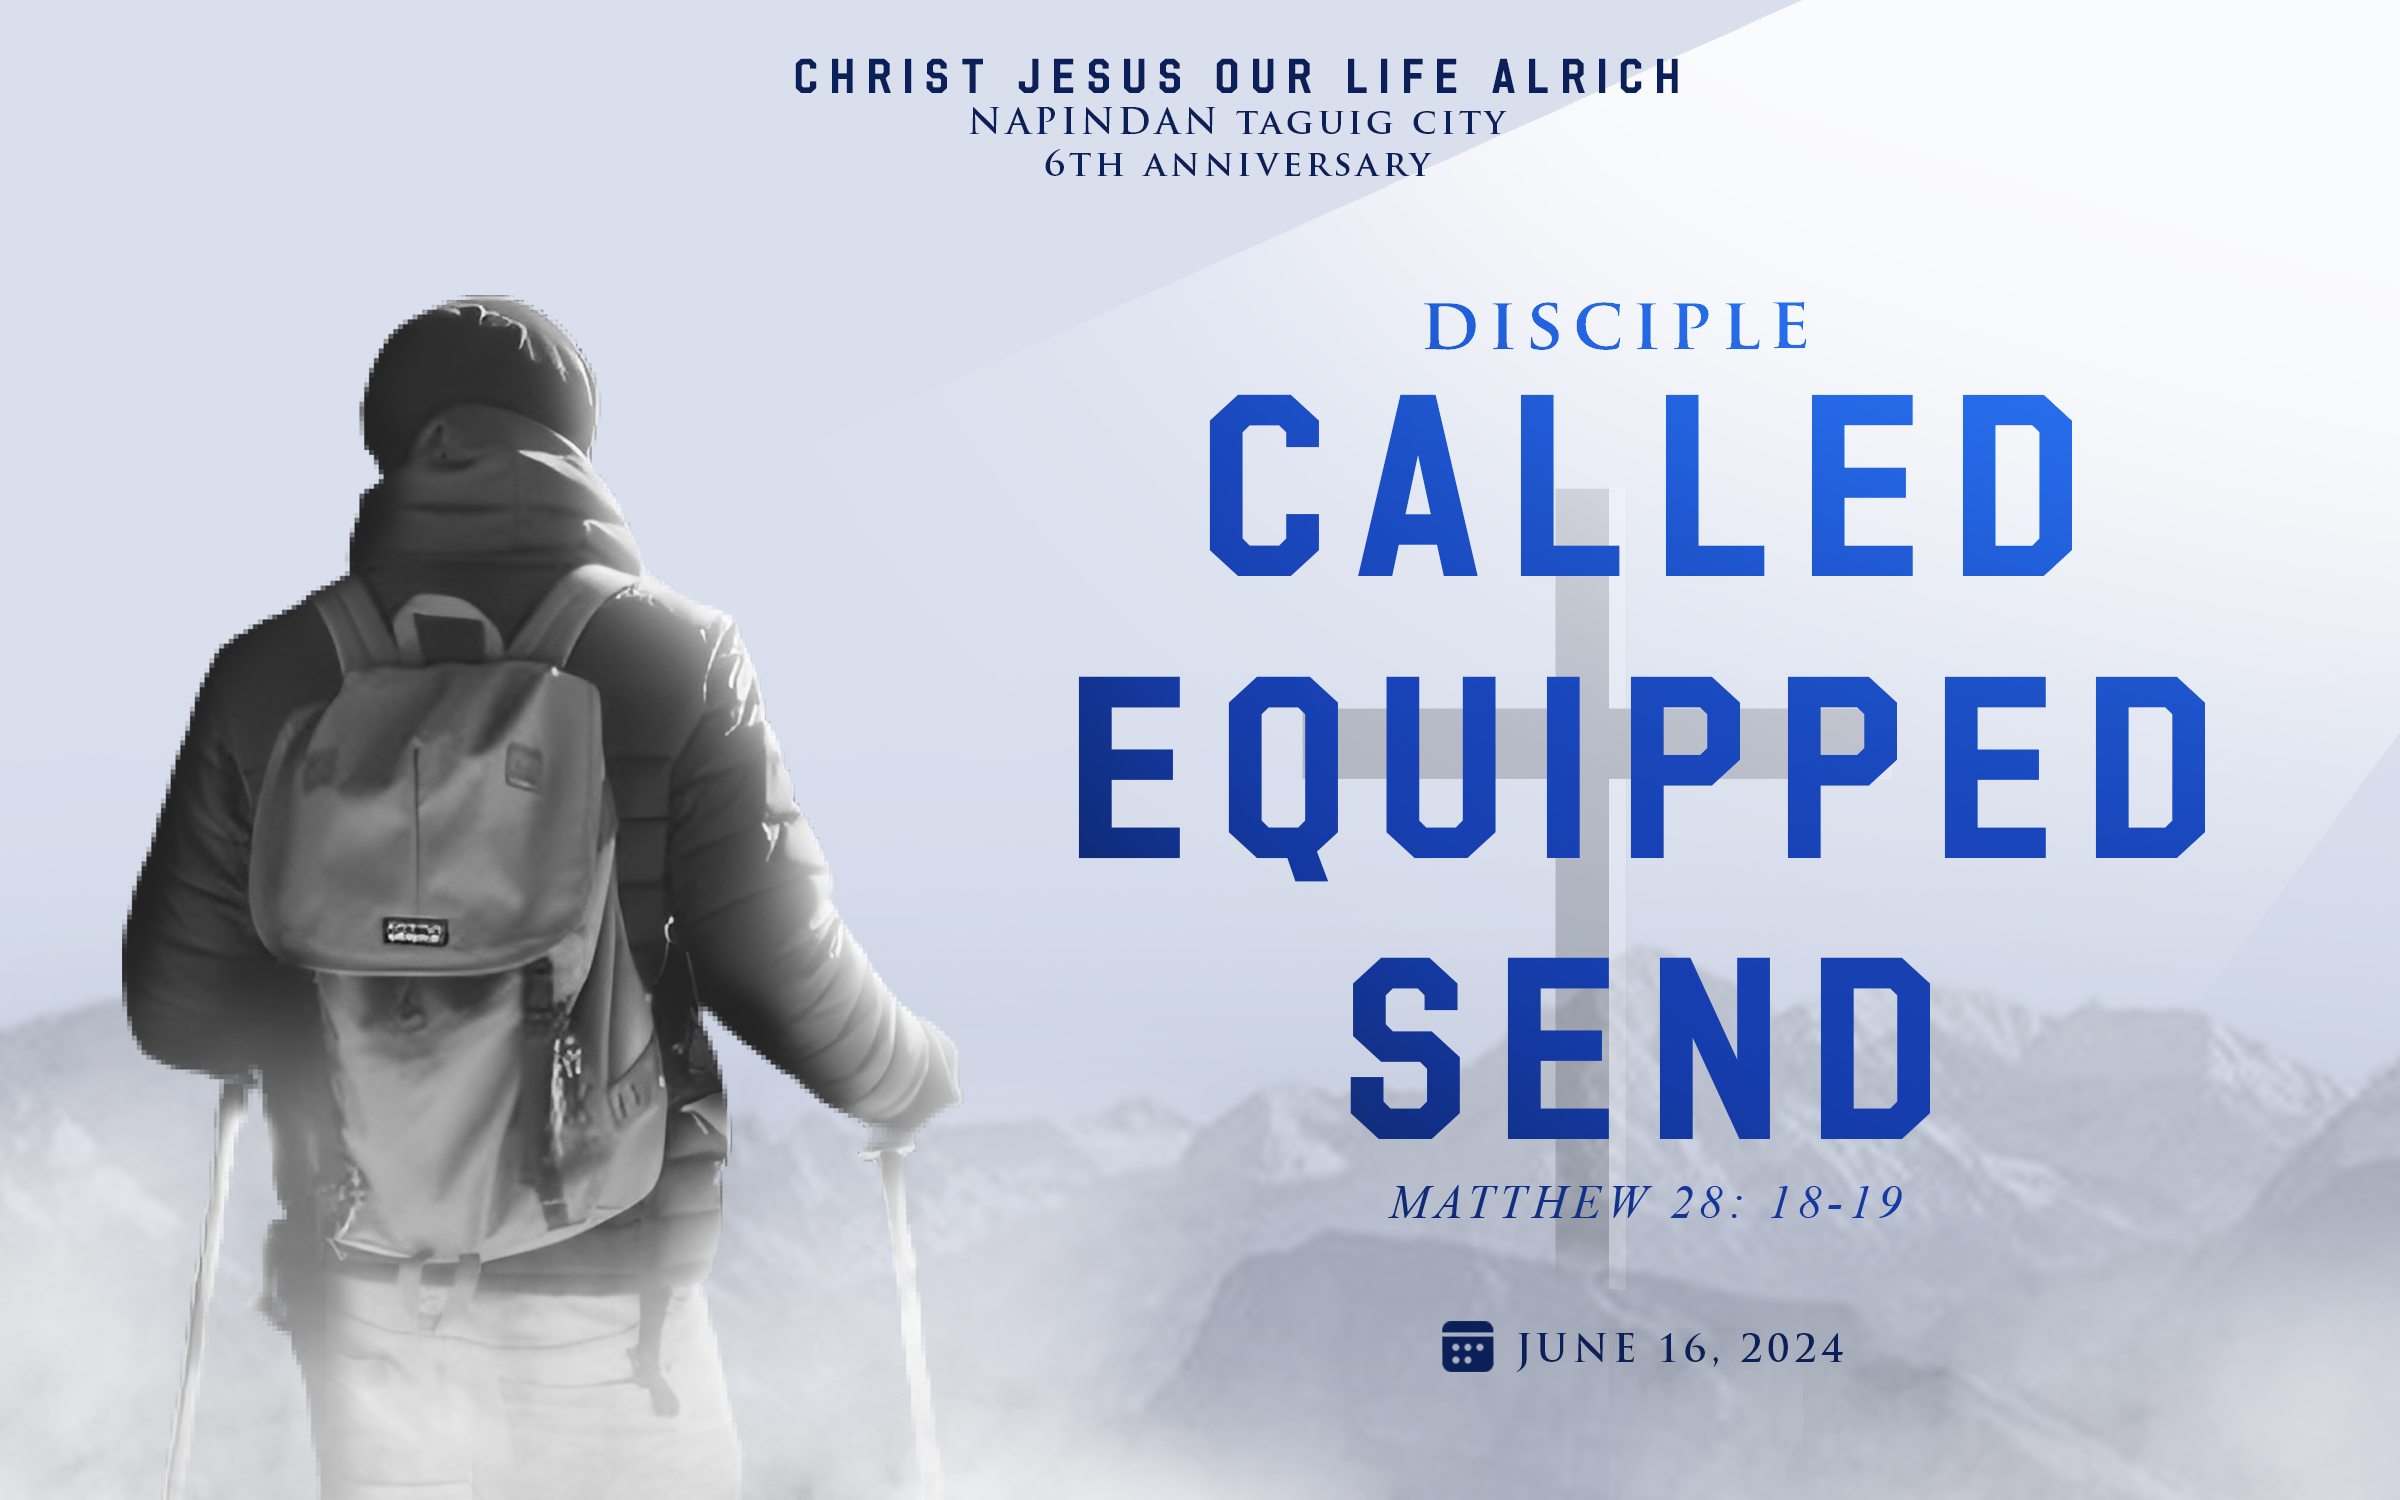 CHRIST JESUS OUR LIFE ALRICH
NAPINDAN TAGUIG CITY
6TH ANNIVERSARY
DISCIPLE
CALLED
EQUIPPED
SEND
MATTHEW 28: 18-19
JUNE 16, 2024